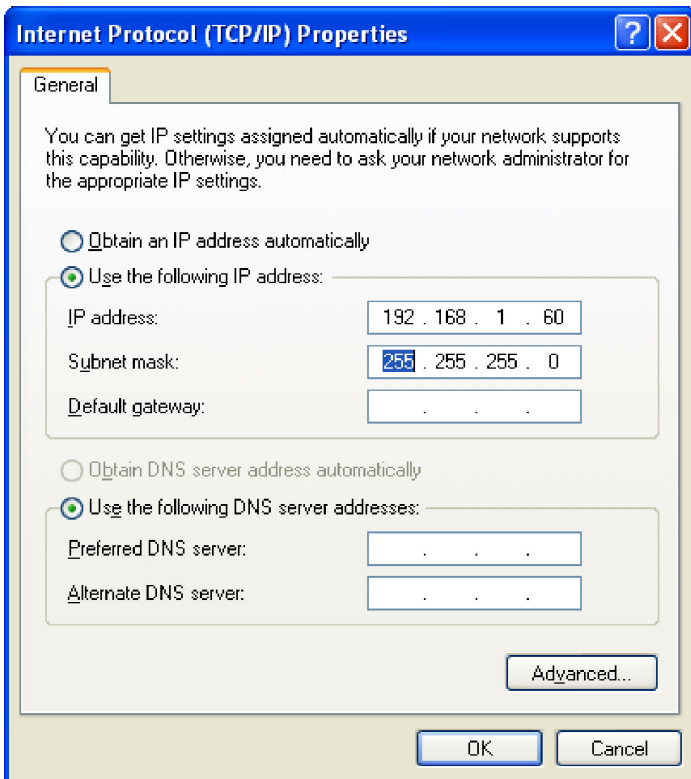 Internet Protocol (TCP/IP) Properties
General
You can get IP settings assigned automatically if your network supports
this capability. Otherwise, you need to ask your network administrator for
the appropriate IP settings.
Obtain an IP address automatically
Use the following IP address:
IP address: 192 . 168 . 1 . 60
Subnet mask: 255 . 255 . 255 . 0
Default gateway: . . .
Obtain DNS server address automatically
Use the following DNS server addresses:
Preferred DNS server: . . .
Alternate DNS server: . . .
Advanced...
OK Cancel